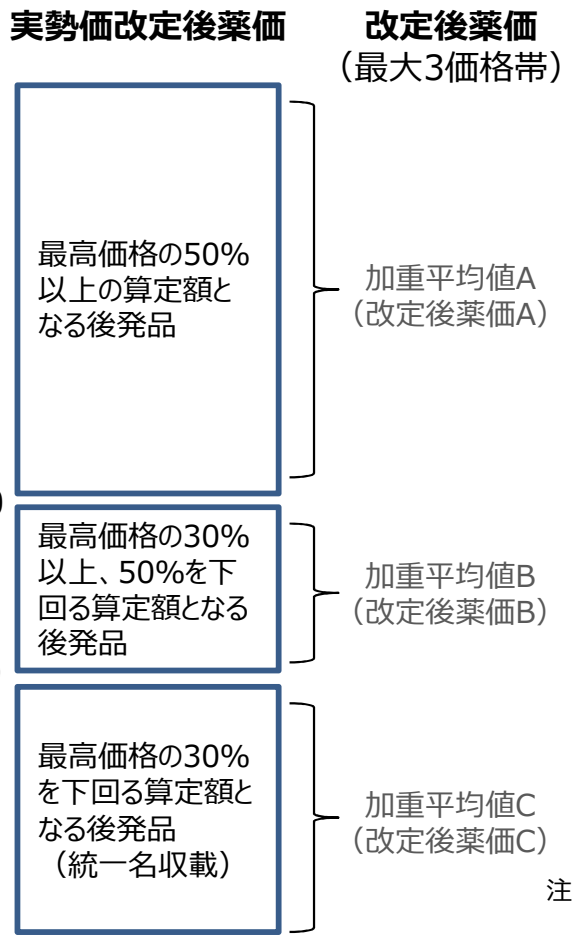 実勢価改定後薬価
改定後薬価
（最大3価格帯）
最高価格の50%
以上の算定額と
なる後発品
加重平均値A
（改定後薬価A）
最高価格の30%
以上、50%を下
回る算定額となる
後発品
加重平均値B
（改定後薬価B）
最高価格の30%
を下回る算定額と
なる後発品
（統一名収載）
加重平均値C
（改定後薬価C）
注